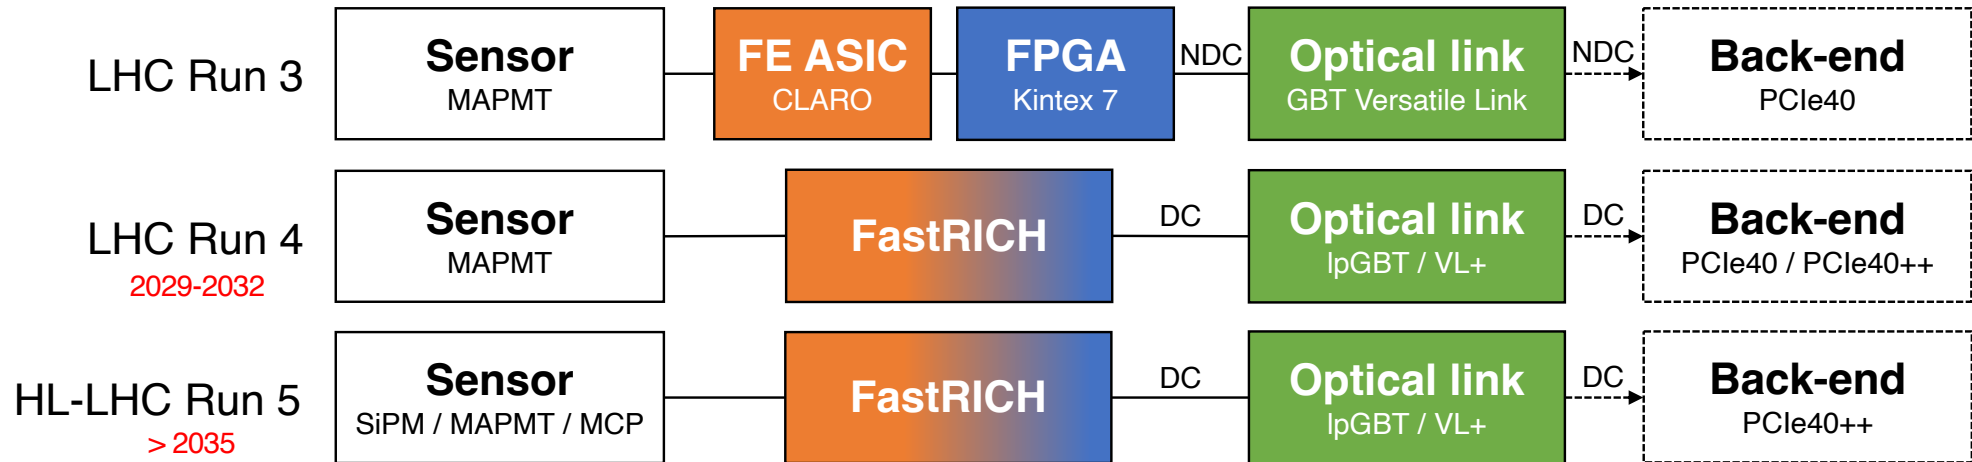 LHC Run 3
Sensor
MAPMT
FE ASIC
CLARO
FPGA
Kintex 7
NDC
Optical link
GBT Versatile Link
NDC
Back-end
PCIe40
LHC Run 4
2029-2032
Sensor
MAPMT
FastRICH
DC
Optical link
lpGBT / VL+
DC
Back-end
PCIe40 / PCIe40++
HL-LHC Run 5
> 2035
Sensor
SiPM / MAPMT / MCP
FastRICH
DC
Optical link
lpGBT / VL+
DC
Back-end
PCIe40++